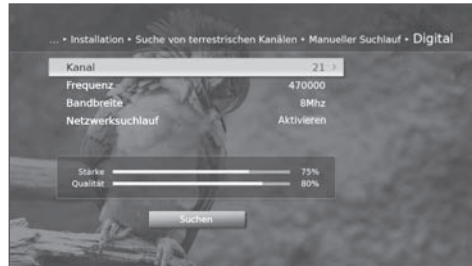 ... • Installation • Suche von terrestrischen Kanälen • Manueller Suchlauf • Digital
Kanal 21
Frequenz 470000
Bandbreite 8Mhz
Netzwerksuchlauf Aktivieren
Stärke 75%
Qualität 80%
Suchen